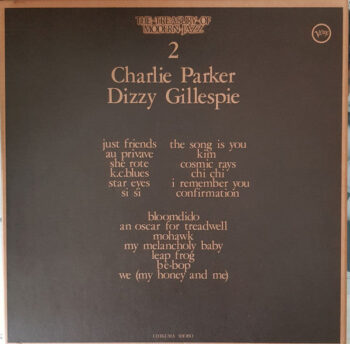 THE TREASURY OF
MODERN JAZZ
Verve
2
Charlie Parker
Dizzy Gillespie
just friends
au privave
she rote
k.c.blues
star eyes
si si
the song is you
kim
cosmic rays
chi chi
i remember you
confirmation
bloomdido
an oscar for treadwell
mohawk
my melancholy baby
leap frog
be-bop
we (my honey and me)